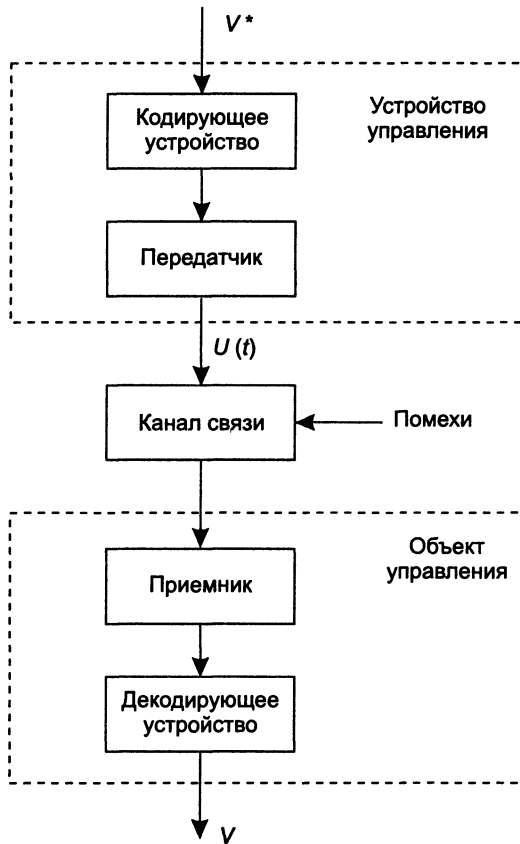 V*
Кодирующее
устройство
Устройство
управления
Передатчик
U (t)
Канал связи
Помехи
Объект
управления
Приемник
Декодирующее
устройство
V